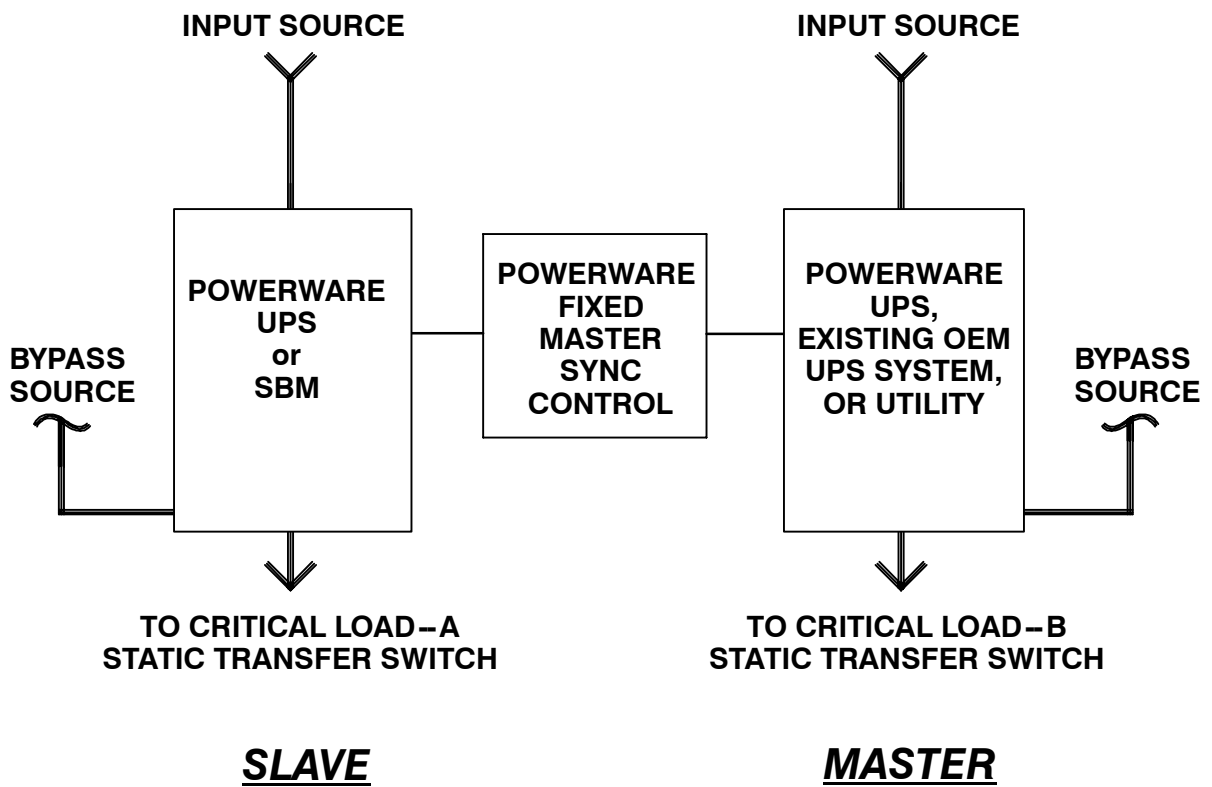 INPUT SOURCE
INPUT SOURCE
POWERWARE
UPS
or
SBM
POWERWARE
FIXED
MASTER
SYNC
CONTROL
POWERWARE
UPS,
EXISTING OEM
UPS SYSTEM,
OR UTILITY
BYPASS
SOURCE
BYPASS
SOURCE
TO CRITICAL LOAD--A
STATIC TRANSFER SWITCH
TO CRITICAL LOAD--B
STATIC TRANSFER SWITCH
SLAVE
MASTER